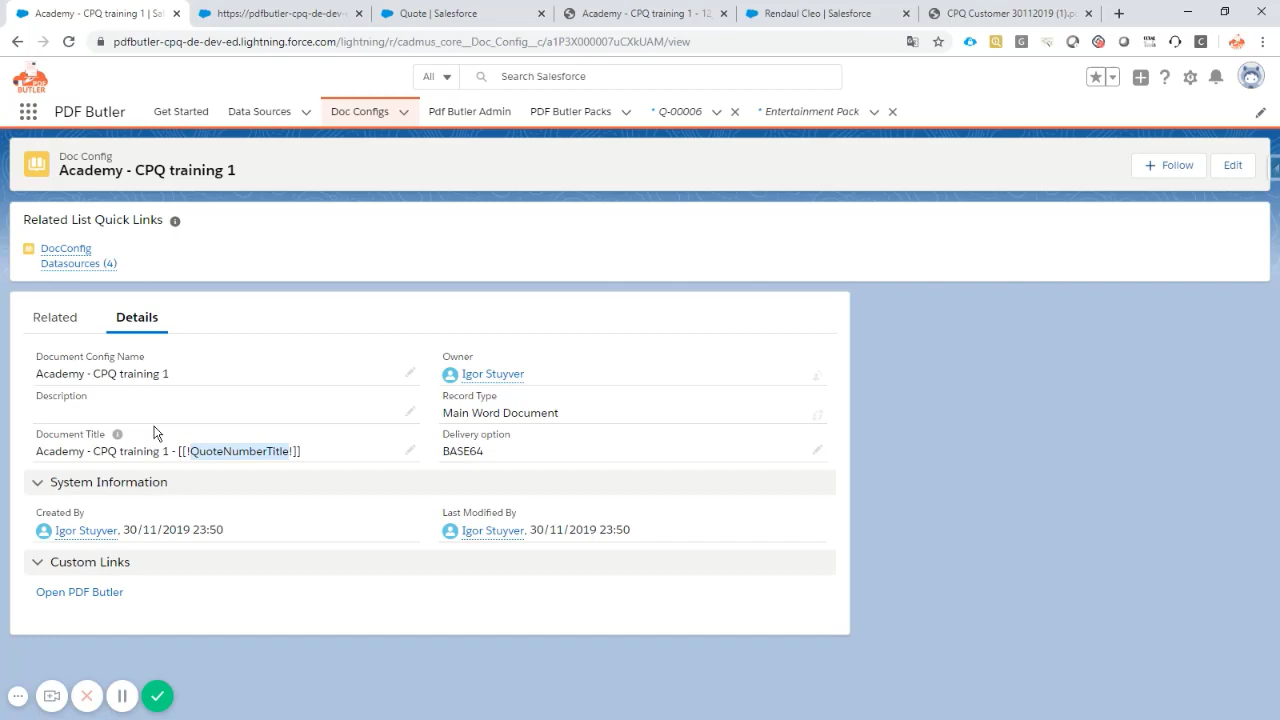 Academy - CPQ training 1 | Sal
https://pdfbutler-cpq-de-dev-e
Quote | Salesforce
Academy - CPQ training 1 - 12
Rendaul Cleo | Salesforce
CPQ Customer 30112019 (1).p
pdfbutler-cpq-de-dev-ed.lightning.force.com/lightning/r/cadmus_core__Doc_Config__c/a1P3X000007uCXkUAM/view
PDF
BUTLER
All
Search Salesforce
PDF Butler
Get Started
Data Sources
Doc Configs
Pdf Butler Admin
PDF Butler Packs
* Q-00006
* Entertainment Pack
Doc Config
Academy - CPQ training 1
Follow
Edit
Related List Quick Links
DocConfig
Datasources (4)
Related
Details
Document Config Name
Academy - CPQ training 1
Owner
Igor Stuyver
Description
Record Type
Main Word Document
Document Title
Academy - CPQ training 1 - [[!QuoteNumberTitle!]]
Delivery option
BASE64
System Information
Created By
Igor Stuyver, 30/11/2019 23:50
Last Modified By
Igor Stuyver, 30/11/2019 23:50
Custom Links
Open PDF Butler